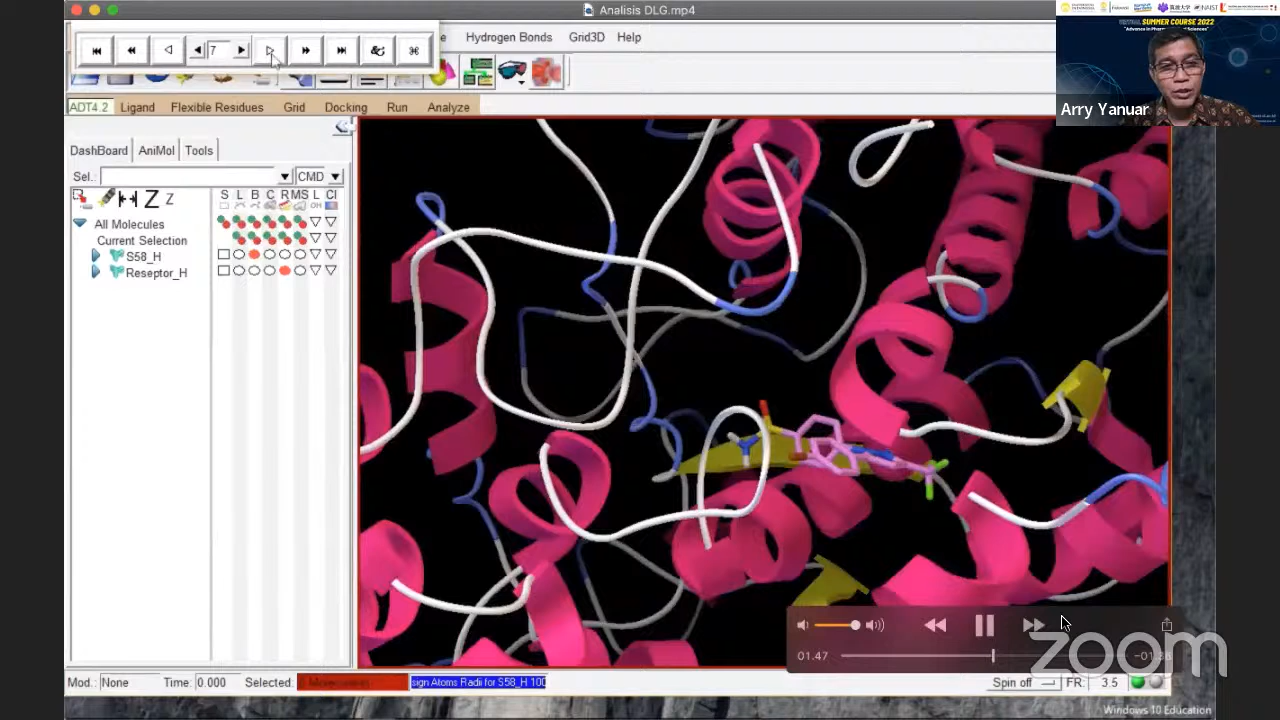 Analisis DLG.mp4
SUMMER COURSE 2022
Arry Yanuar
7
e Hydrogen Bonds Grid3D Help
ADT4.2 Ligand Flexible Residues Grid Docking Run Analyze
DashBoard AniMol Tools
Sel.: CMD
S L B C R MS L Cl
Z z
All Molecules
Current Selection
S58_H
Reseptor_H
01.47
zoom
Mod.: None Time: 0.000 Selected: sign Atoms Radii for S58_H 100 Spin off FR: 3.5
Windows 10 Education